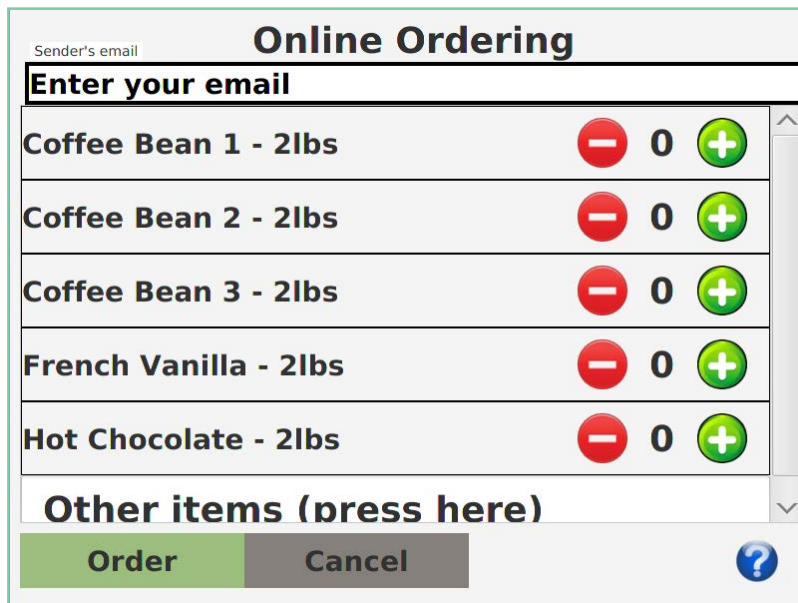 Online Ordering
Sender's email
Enter your email
Coffee Bean 1 - 2lbs 0
Coffee Bean 2 - 2lbs 0
Coffee Bean 3 - 2lbs 0
French Vanilla - 2lbs 0
Hot Chocolate - 2lbs 0
Other items (press here)
Order Cancel ?